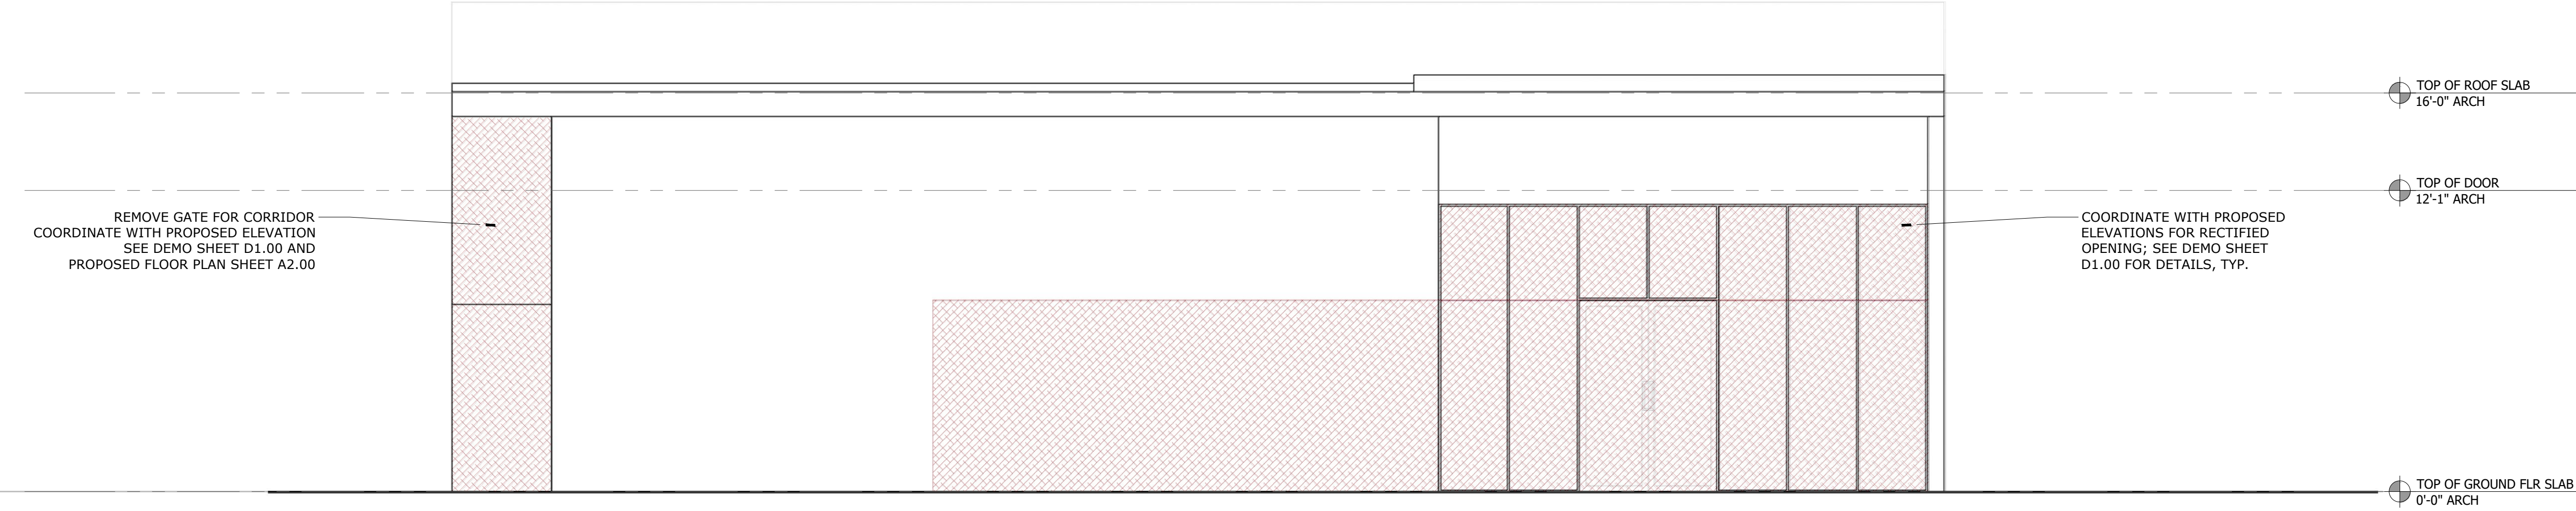 TOP OF ROOF SLAB
16'-0" ARCH
TOP OF DOOR
12'-1" ARCH
REMOVE GATE FOR CORRIDOR
COORDINATE WITH PROPOSED ELEVATION
SEE DEMO SHEET D1.00 AND
PROPOSED FLOOR PLAN SHEET A2.00
COORDINATE WITH PROPOSED
ELEVATIONS FOR RECTIFIED
OPENING; SEE DEMO SHEET
D1.00 FOR DETAILS, TYP.
TOP OF GROUND FLR SLAB
0'-0" ARCH